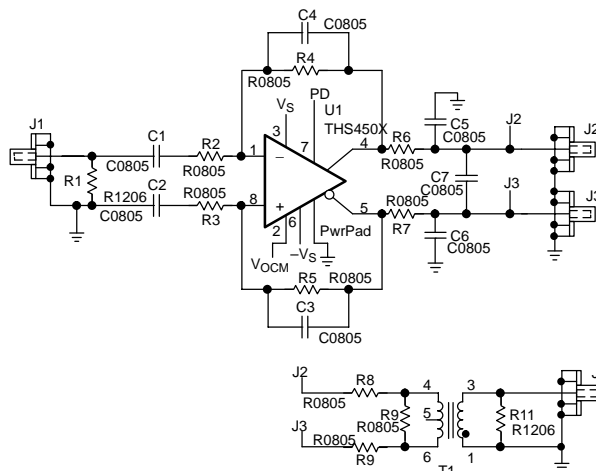 C4
C0805
R4
R0805
PD
U1
THS450X
VS
C5
C0805
J1
C1
R2
3
7
4
R6
J2
J2
1
−
C0805
R0805
R0805
R1
R1206
C2
R0805
C7
C0805
J3
J3
C0805
R3
8
+
5
R0805
R7
C6
C0805
2
6
PwrPad
VOCM
−VS
R5
R0805
C3
C0805
J2
R8
4
3
R0805
R9
R0805
5
R11
R1206
J3
R0805
R9
6
1